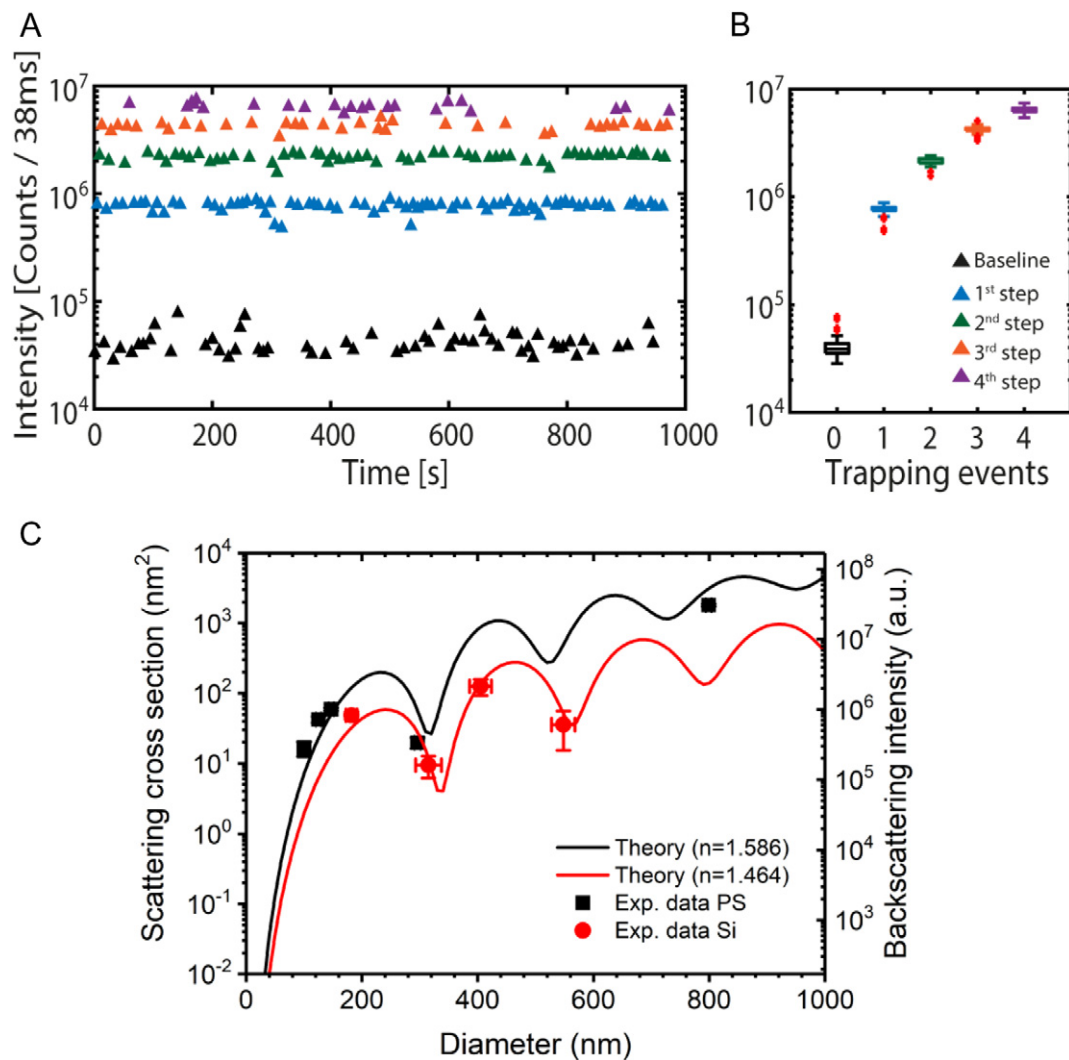 A
B
Intensity [Counts / 38ms]
10^7
10^6
10^5
10^4
0 200 400 600 800 1000
Time [s]
10^7
10^6
10^5
10^4
Baseline
1st step
2nd step
3rd step
4th step
0 1 2 3 4
Trapping events
C
Scattering cross section (nm²)
10^4
10^3
10^2
10^1
10^0
10^-1
10^-2
Theory (n=1.586)
Theory (n=1.464)
Exp. data PS
Exp. data Si
10^8
10^7
10^6
10^5
10^4
10^3
Backscattering intensity (a.u.)
0 200 400 600 800 1000
Diameter (nm)